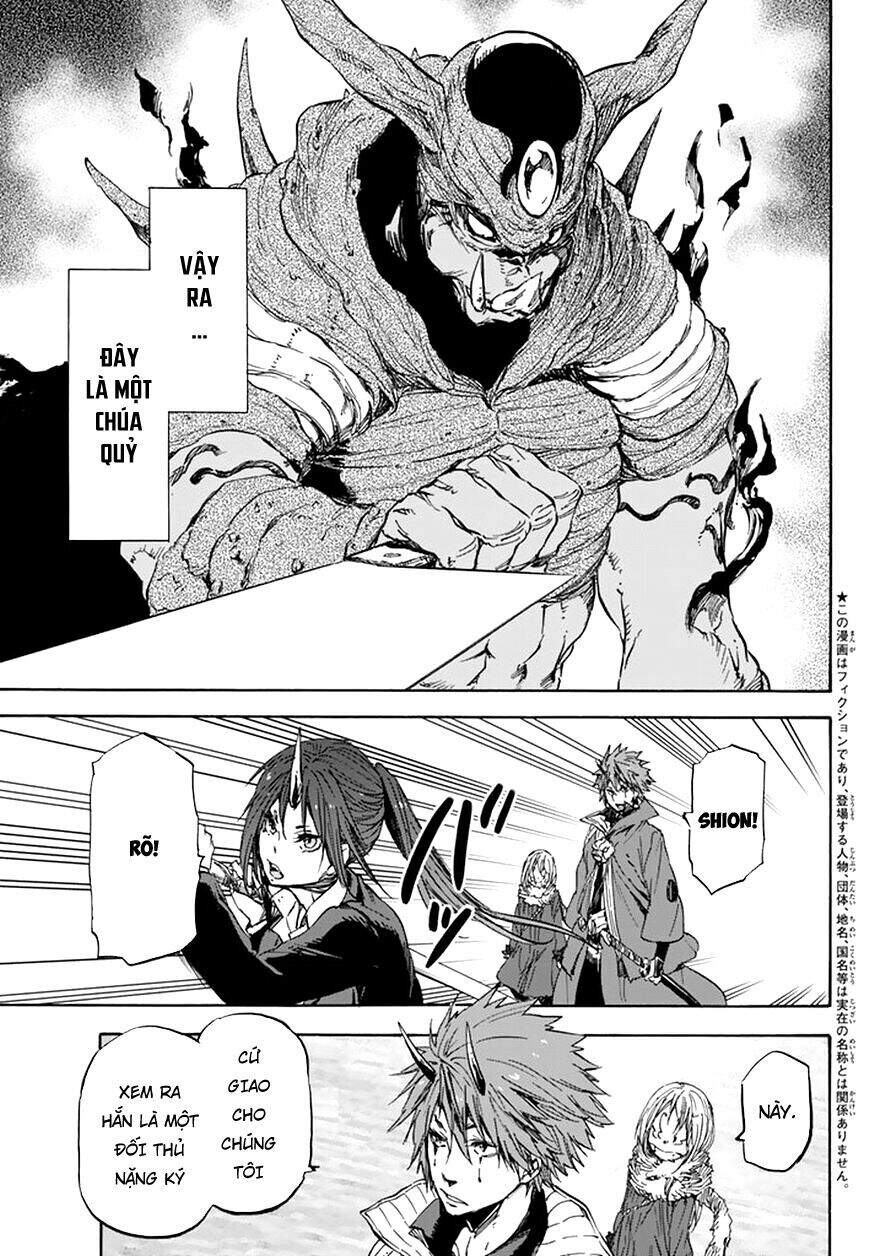 VẬY
RA
...
ĐÂY
LÀ MỘT
CHÚA
QUỶ
SHION!
RÕ!
NÀY.
CỨ
GIAO
CHO
CHÚNG
TÔI
XEM RA
HẮN LÀ MỘT
ĐỐI THỦ
NẶNG KÝ
★この漫画はフィクションであり、登場する人物、団体、地名、国名等は実在の名称とは関係ありません。